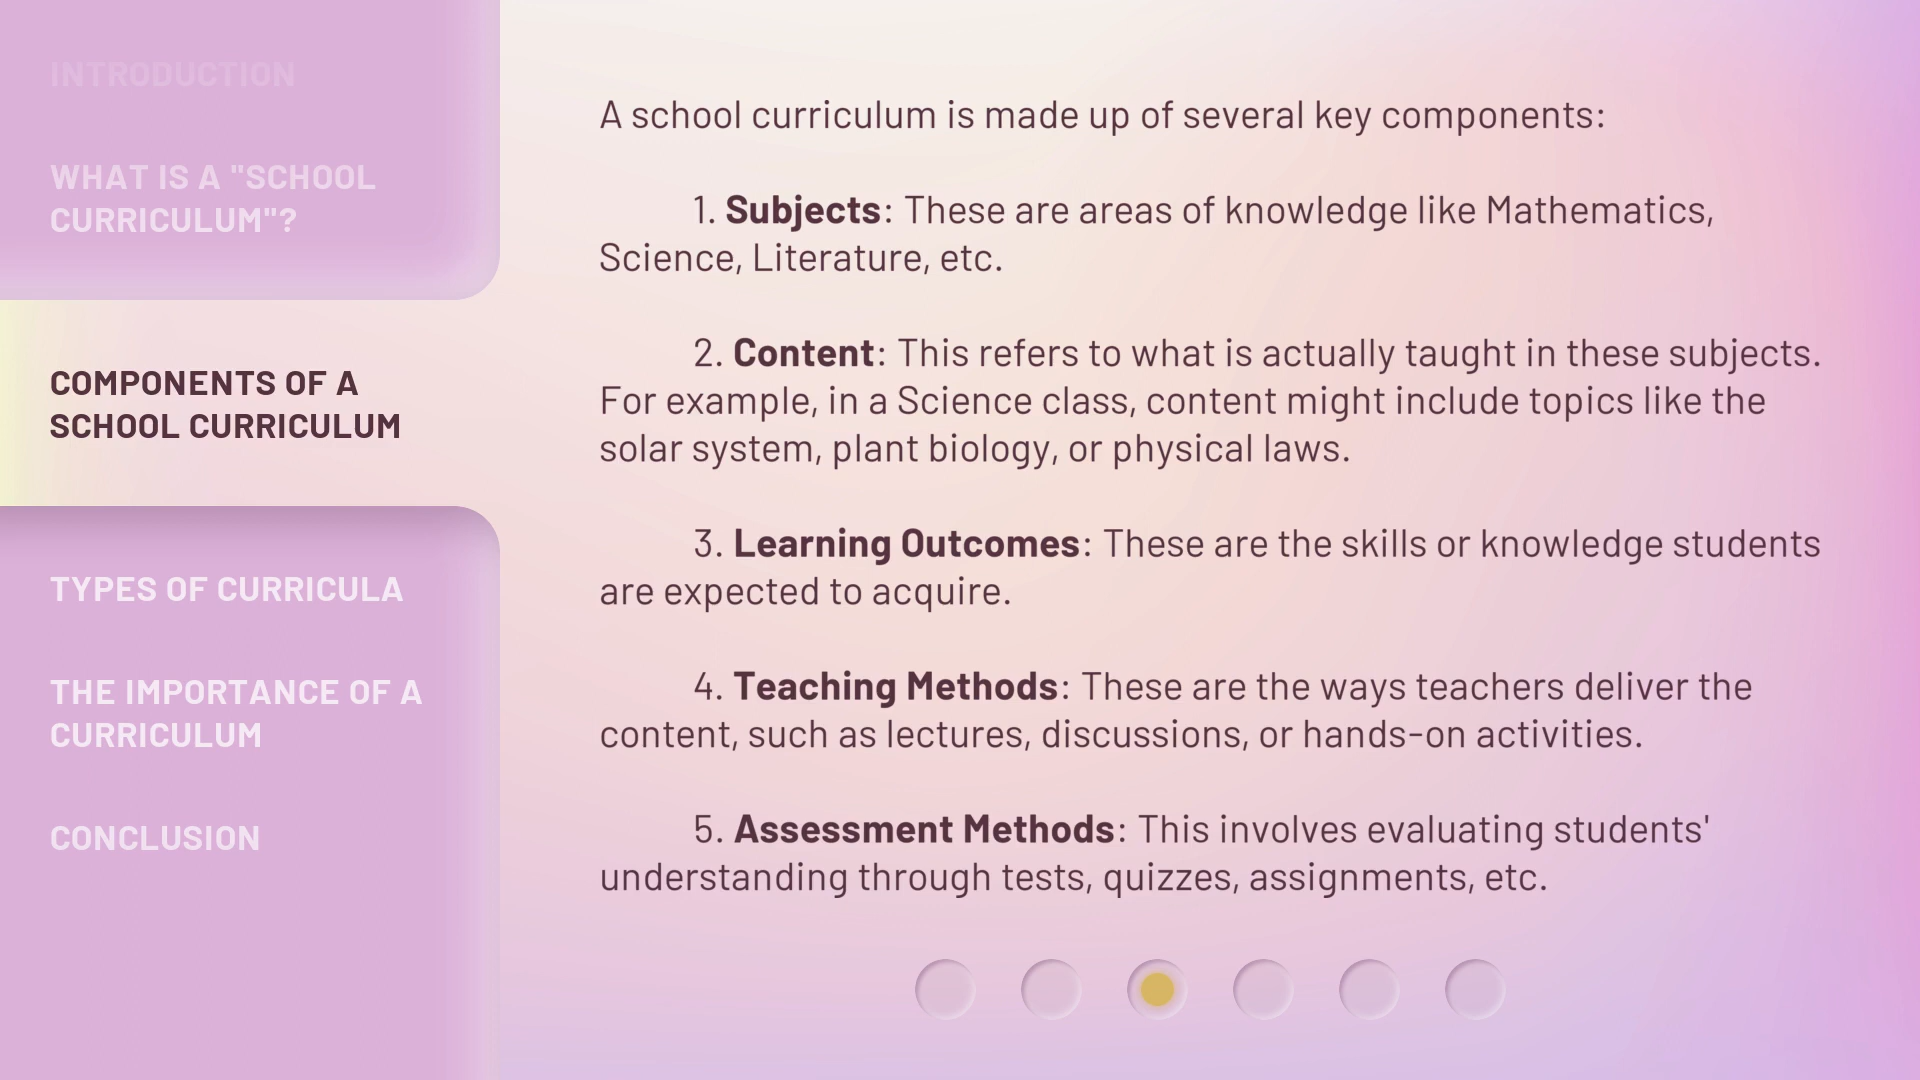 INTRODUCTION
WHAT IS A "SCHOOL
CURRICULUM"?
COMPONENTS OF A
SCHOOL CURRICULUM
TYPES OF CURRICULA
THE IMPORTANCE OF A
CURRICULUM
CONCLUSION
A school curriculum is made up of several key components:
1. Subjects: These are areas of knowledge like Mathematics,
Science, Literature, etc.
2. Content: This refers to what is actually taught in these subjects.
For example, in a Science class, content might include topics like the
solar system, plant biology, or physical laws.
3. Learning Outcomes: These are the skills or knowledge students
are expected to acquire.
4. Teaching Methods: These are the ways teachers deliver the
content, such as lectures, discussions, or hands-on activities.
5. Assessment Methods: This involves evaluating students'
understanding through tests, quizzes, assignments, etc.